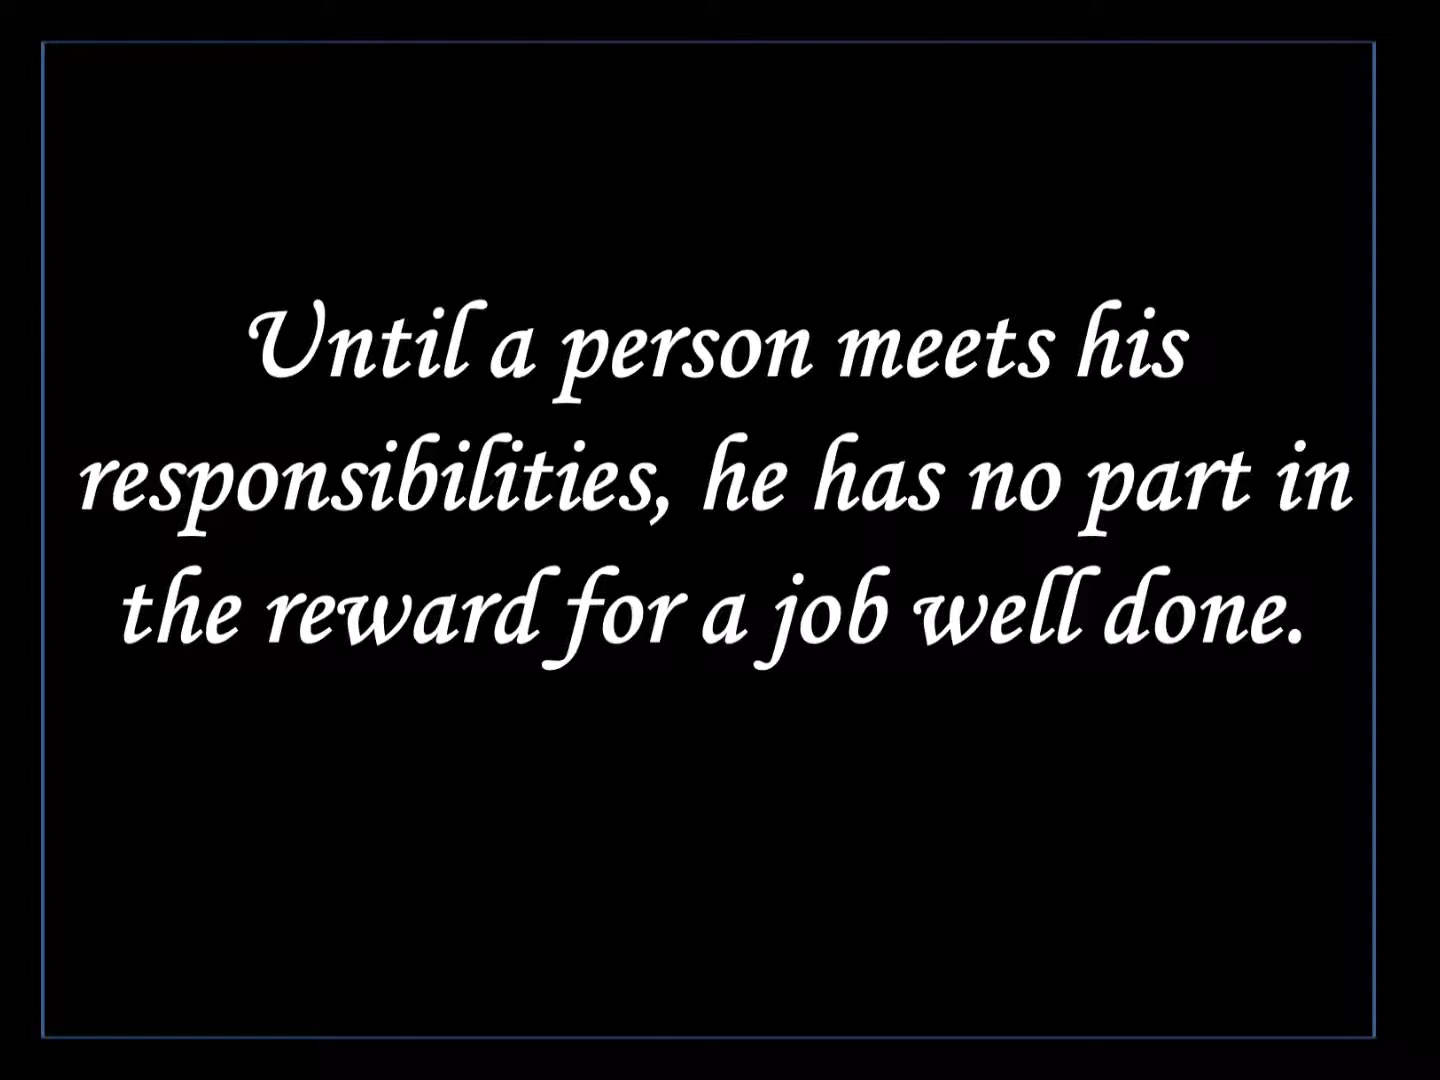 Until a person meets his
responsibilities, he has no part in
the reward for a job well done.